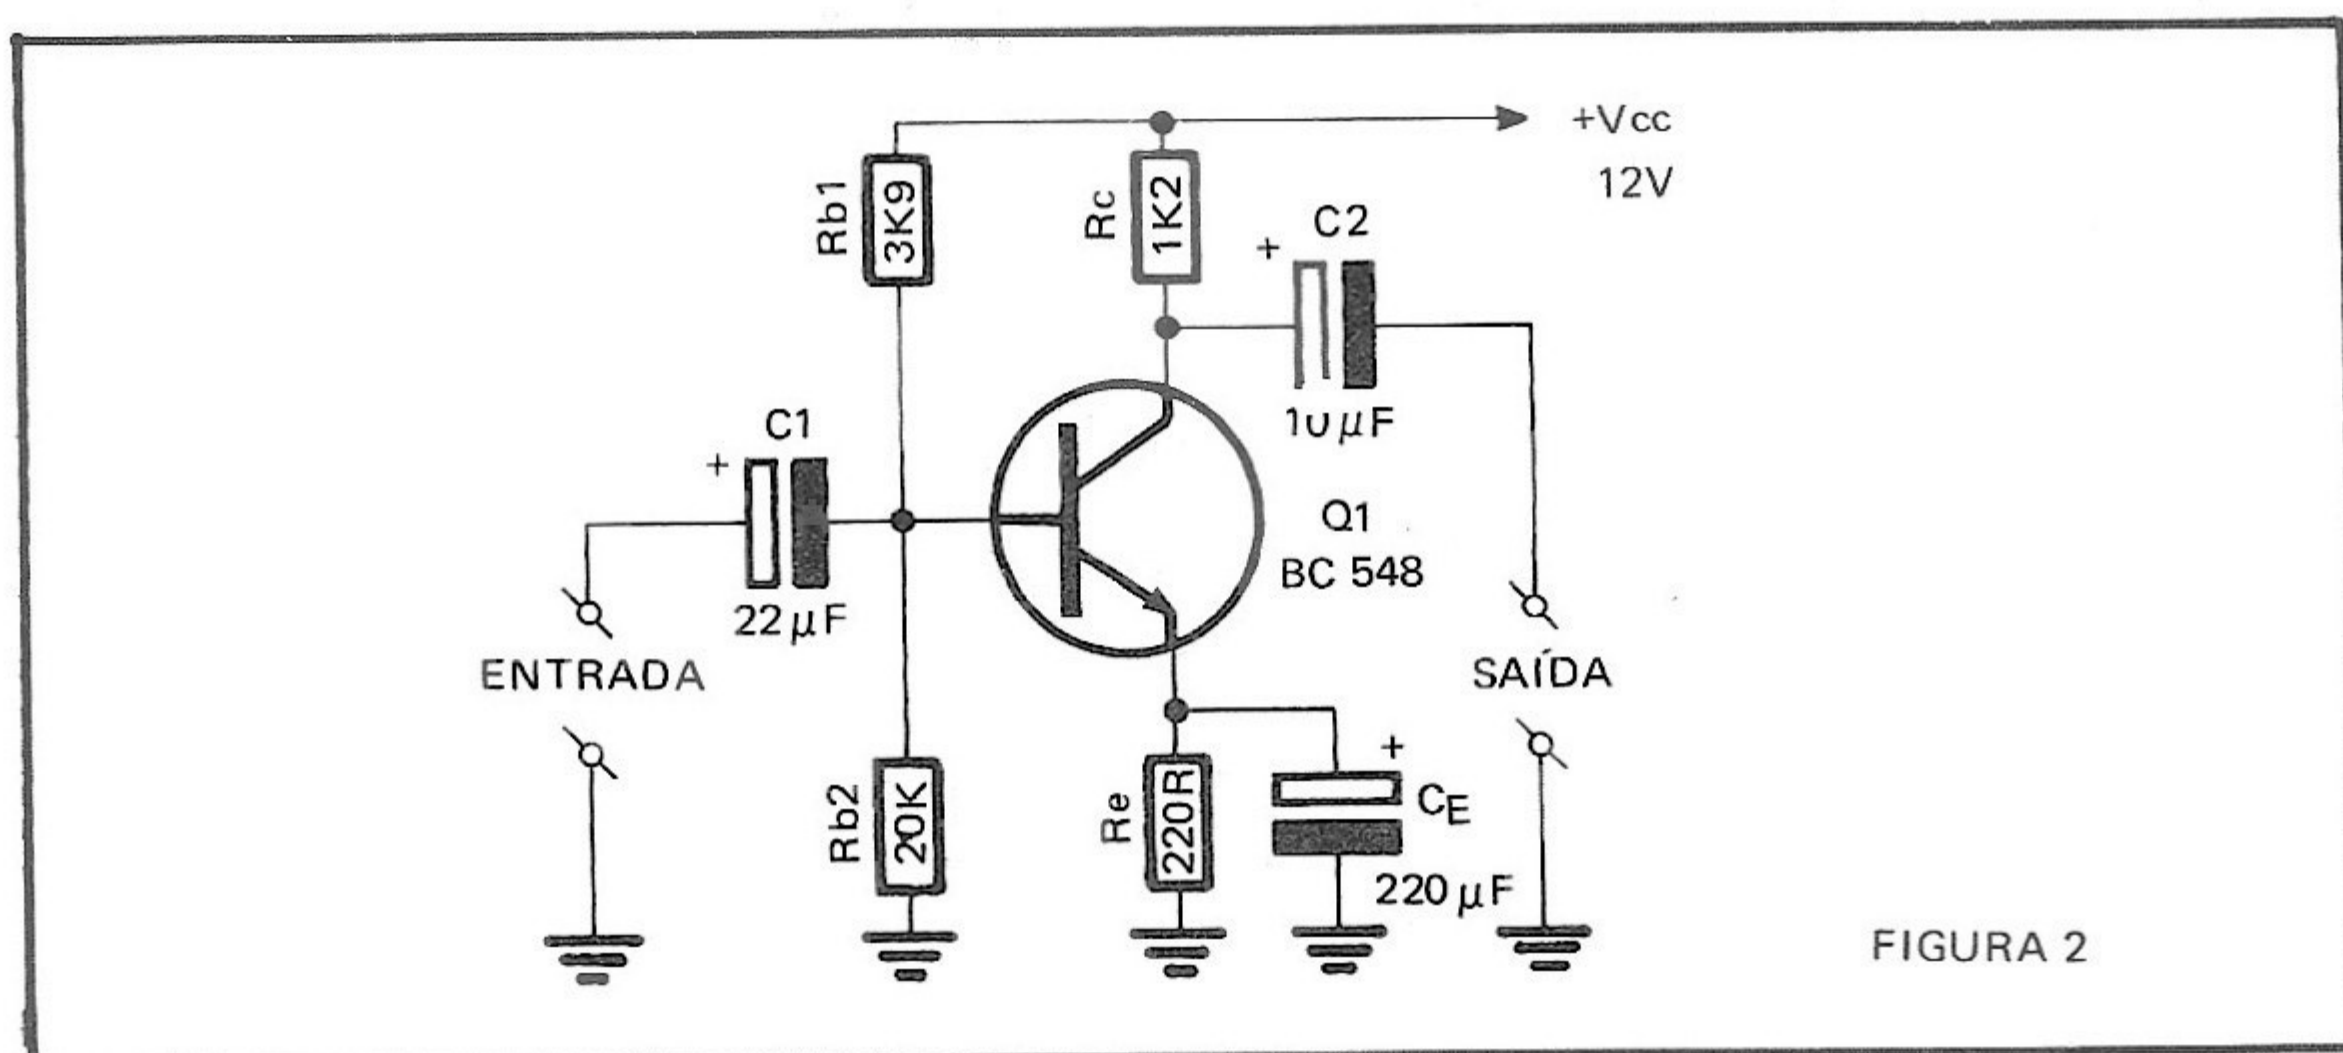 +Vcc
12V
Rb1
3K9
Rc
1K2
C2
+
10µF
C1
+
22µF
Q1
BC 548
ENTRADA
SAÍDA
Rb2
20K
Re
220R
+
CE
220µF
FIGURA 2